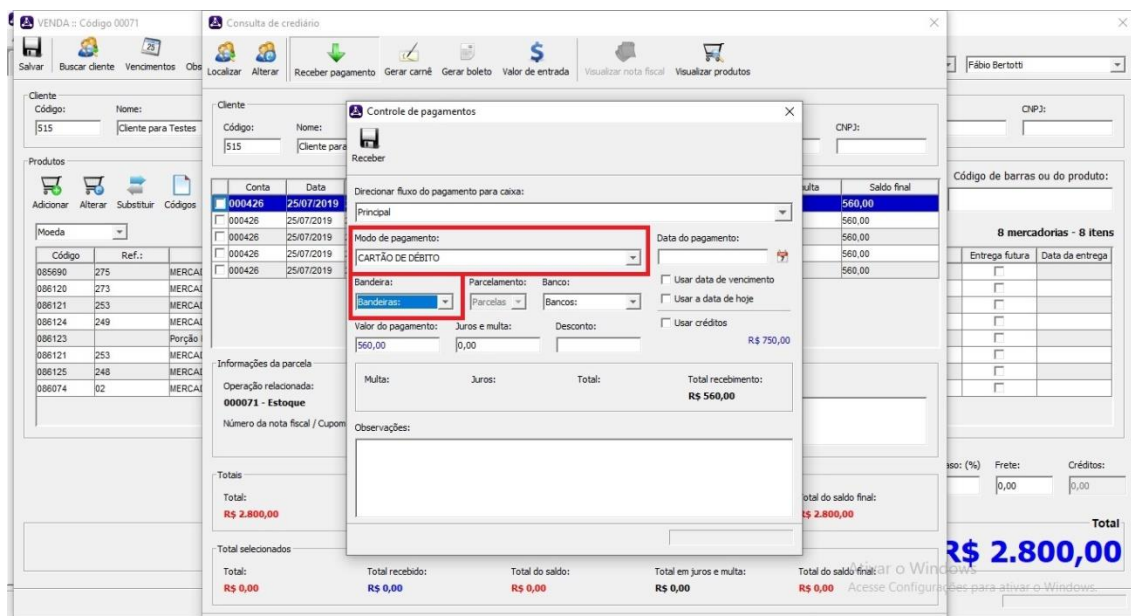 VENDA :: Código 00071
Salvar
Buscar cliente
Vencimentos
Obs
Cliente
Código:
Nome:
515
Cliente para Testes
Produtos
Adicionar
Alterar
Substituir
Códigos
Moeda
Código
Ref.:
085690
275
MERCAD
086120
273
MERCAI
086121
253
MERCAI
086124
249
MERCAI
086123
Porção
086121
253
MERCAI
086125
248
MERCAI
086074
02
MERCAI
Consulta de crediário
Localizar
Alterar
Receber pagamento
Gerar carnê
Gerar boleto
Valor de entrada
Visualizar nota fiscal
Visualizar produtos
Cliente
Código:
Nome:
CNPJ:
515
Cliente para
Conta
Data
ulta
Saldo final
000426
25/07/2019
560,00
000426
25/07/2019
560,00
000426
25/07/2019
560,00
000426
25/07/2019
560,00
000426
25/07/2019
560,00
Informações da parcela
Operação relacionada:
000071 - Estoque
Número da nota fiscal / Cupom
Totais
Total:
R$ 2.800,00
otal do saldo final:
R$ 2.800,00
Total selecionados
Total:
Total recebido:
Total do saldo:
Total em juros e multa:
Total do saldo final:
R$ 0,00
R$ 0,00
R$ 0,00
R$ 0,00
R$ 0,00
Controle de pagamentos
Receber
Direcionar fluxo do pagamento para caixa:
Principal
Modo de pagamento:
Data do pagamento:
CARTÃO DE DÉBITO
Bandeira:
Parcelamento:
Banco:
Usar data de vencimento
Bandeiras:
Parcelas
Bancos:
Usar a data de hoje
Valor do pagamento:
Juros e multa:
Desconto:
Usar créditos
560,00
0,00
R$ 750,00
Multa:
Juros:
Total:
Total recebimento:
R$ 560,00
Observações:
Fábio Bertotti
CNPJ:
Código de barras ou do produto:
8 mercadorias - 8 itens
Entrega futura
Data da entrega
aso: (%)
Frete:
Créditos:
0,00
0,00
Total
R$ 2.800,00
Ativar o Windows
Acesse Configurações para ativar o Windows.